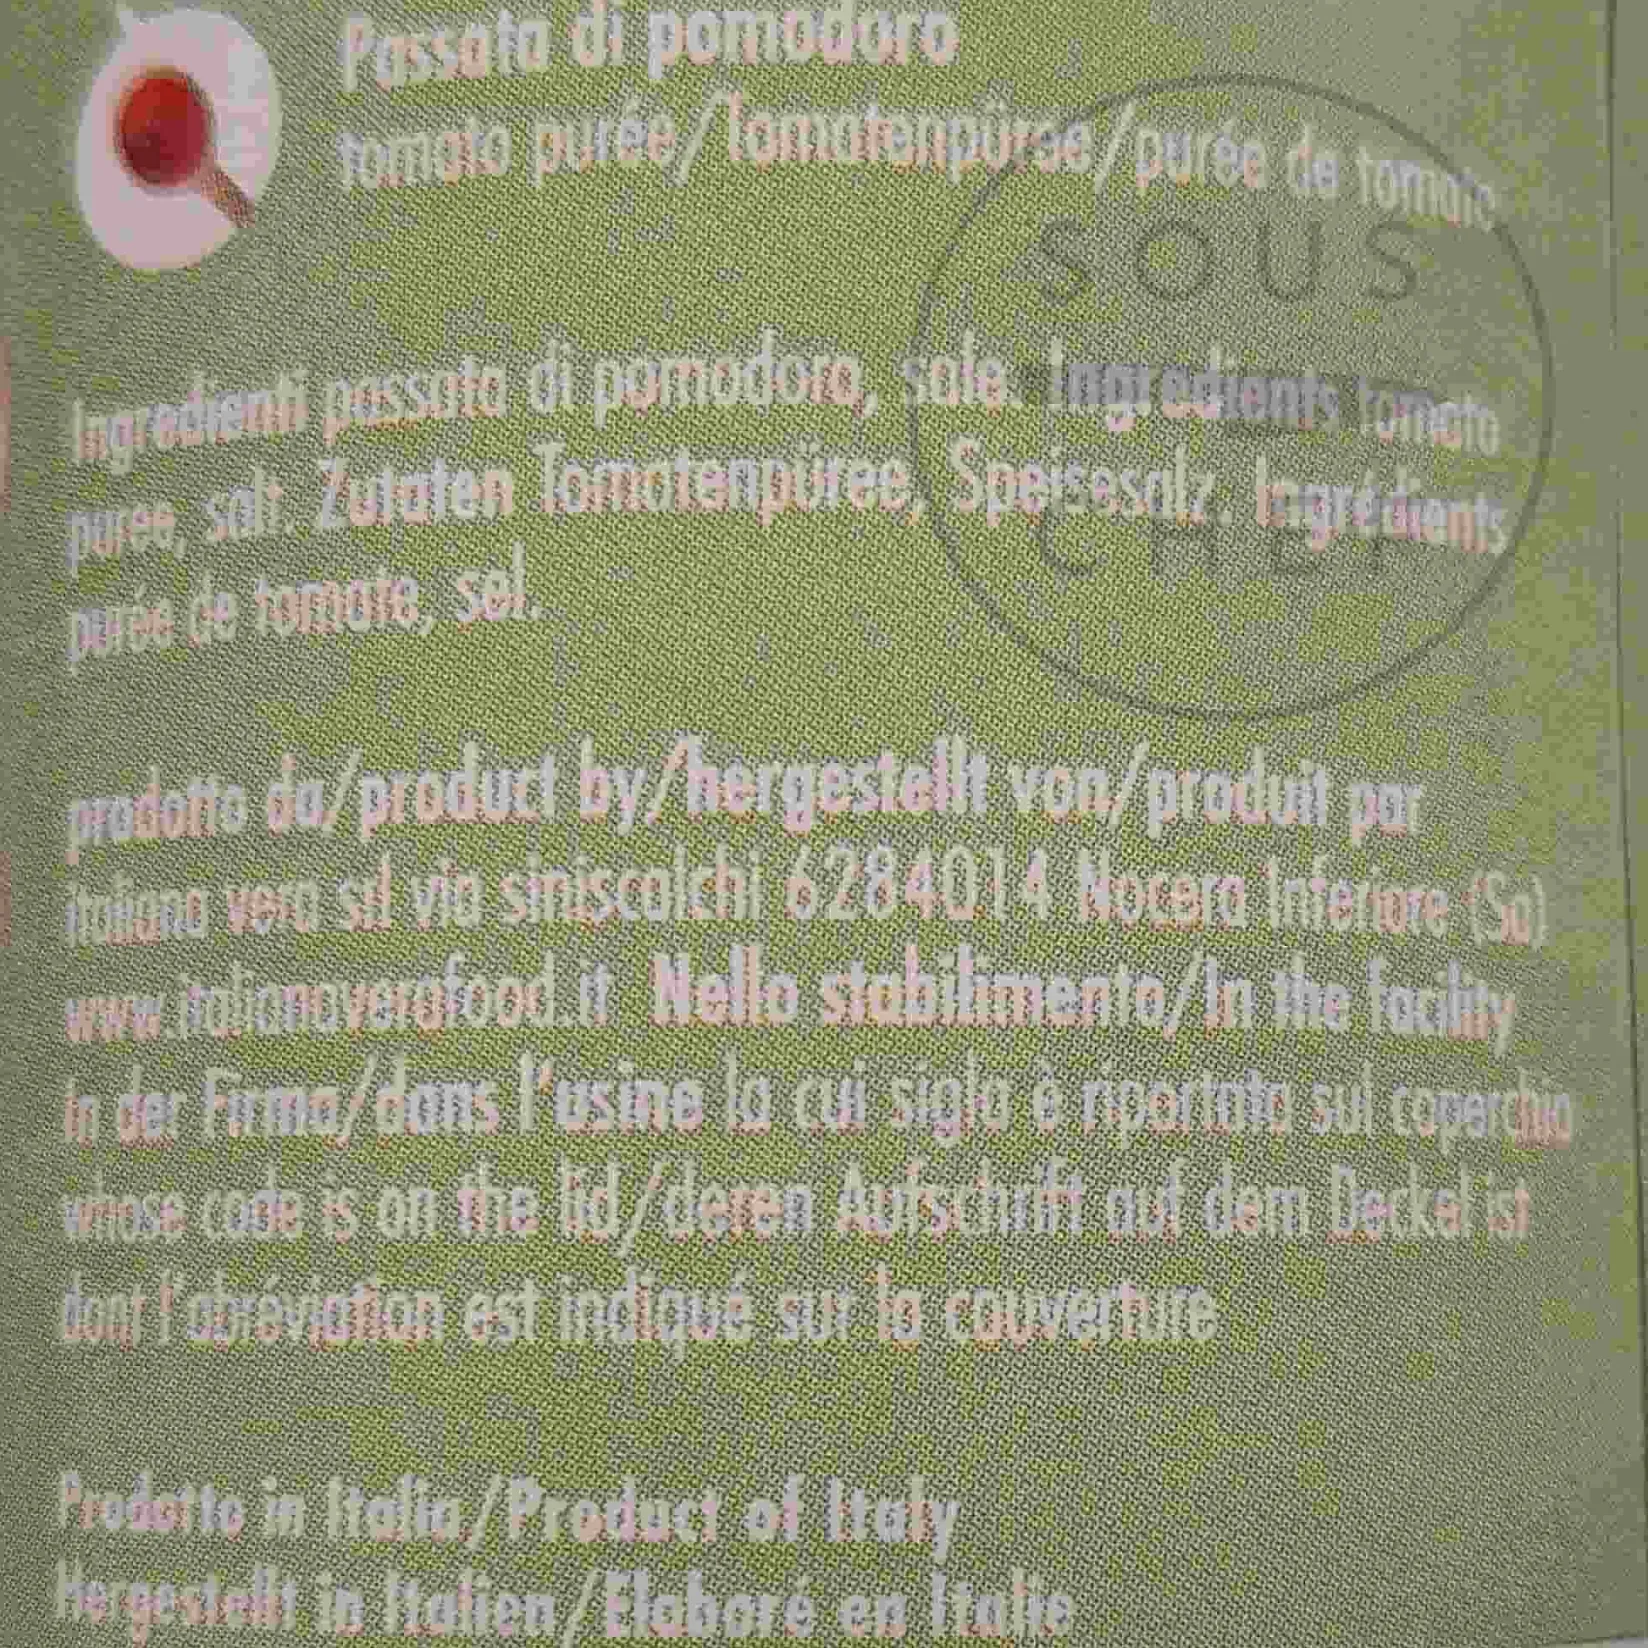 Passata di pomodoro
tomato purée/Tomatenpüree/purée de tomate
SOUS
Ingredienti passata di pomodoro, sale. Ingredients tomato
puree, salt. Zutaten Tomatenpüree, Speisesalz. Ingrédients
CHEF
purée de tomate, sel.
prodotto da/product by/hergestellt von/produit par
italiana vera srl via siniscalchi 6284014 Nocera Inferiore (Sa)
www.italianaverafood.it Nello stabilimento/In the facility
in der Firma/dans l'usine la cui sigla è riportata sul coperchio
whose code is on the lid/deren Aufschrift auf dem Deckel ist
dont l'abréviation est indiqué sur la couverture
Prodotto in Italia/Product of Italy
Hergestellt in Italien/Elaboré en Italie